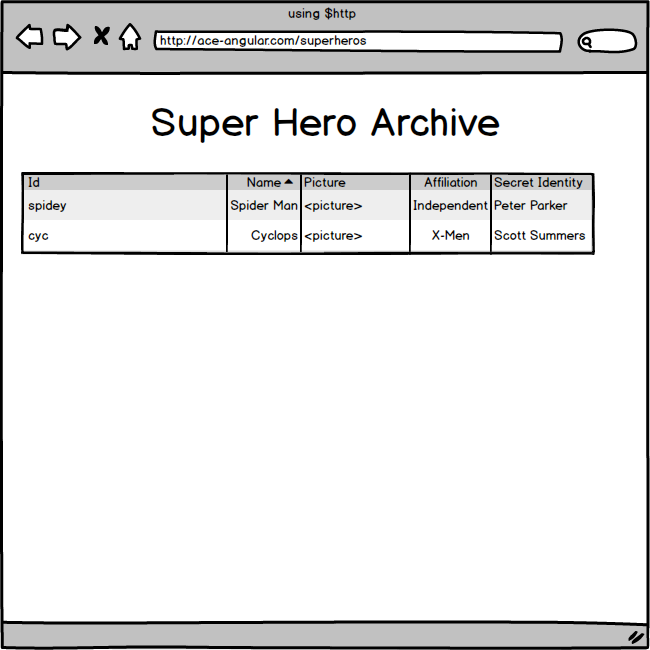 using $http
http://ace-angular.com/superheros
Super Hero Archive
Id Name Picture Affiliation Secret Identity
spidey Spider Man <picture> Independent Peter Parker
cyc Cyclops <picture> X-Men Scott Summers